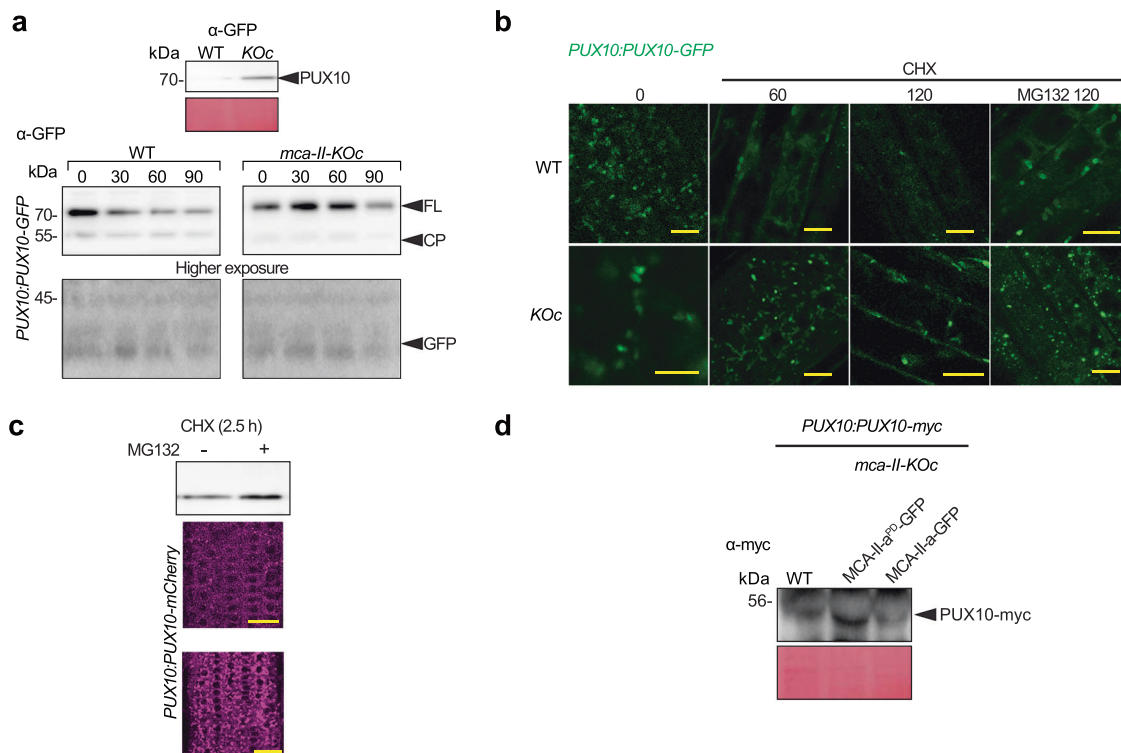 a
α-GFP
kDa WT KOc
70- PUX10
α-GFP
WT mca-II-KOc
kDa 0 30 60 90 0 30 60 90
70- FL
55- CP
Higher exposure
45-
GFP
PUX10:PUX10-GFP
b
PUX10:PUX10-GFP
CHX
0 60 120 MG132 120
WT
KOc
c
CHX (2.5 h)
MG132 - +
PUX10:PUX10-mCherry
d
PUX10:PUX10-myc
mca-II-KOc
α-myc
kDa WT MCA-II-aPD-GFP MCA-II-a-GFP
56-
PUX10-myc